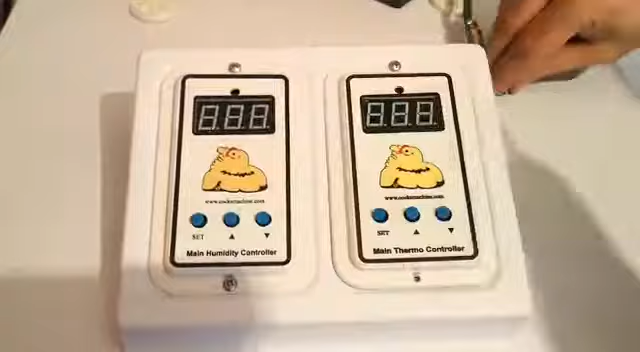 8.8.8.
SET ▲ ▼
Main Humidity Controller
8.8.8.
SET ▲ ▼
Main Thermo Controller